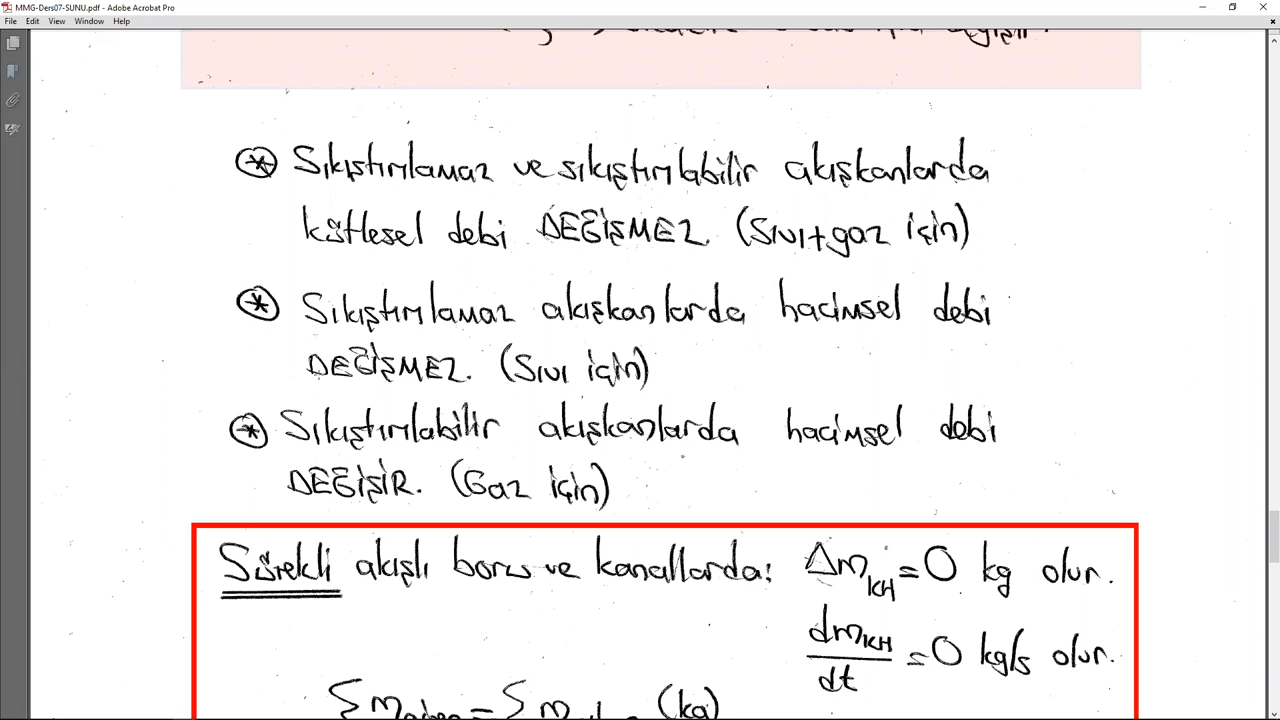 MMG-Ders07-SUNU.pdf - Adobe Acrobat Pro
File Edit View Window Help
* Sıkıştırılamaz ve sıkıştırılabilir akışkanlarda
kütlesel debi DEĞİŞMEZ. (Sıvı+gaz için)
* Sıkıştırılamaz akışkanlarda hacimsel debi
DEĞİŞMEZ. (Sıvı için)
* Sıkıştırılabilir akışkanlarda hacimsel debi
DEĞİŞİR. (Gaz için)
Sürekli akışlı boru ve kanallarda: Δm_KH = 0 kg olur.
dm_KH/dt = 0 kg/s olur.
Σ m = Σ m (kg)